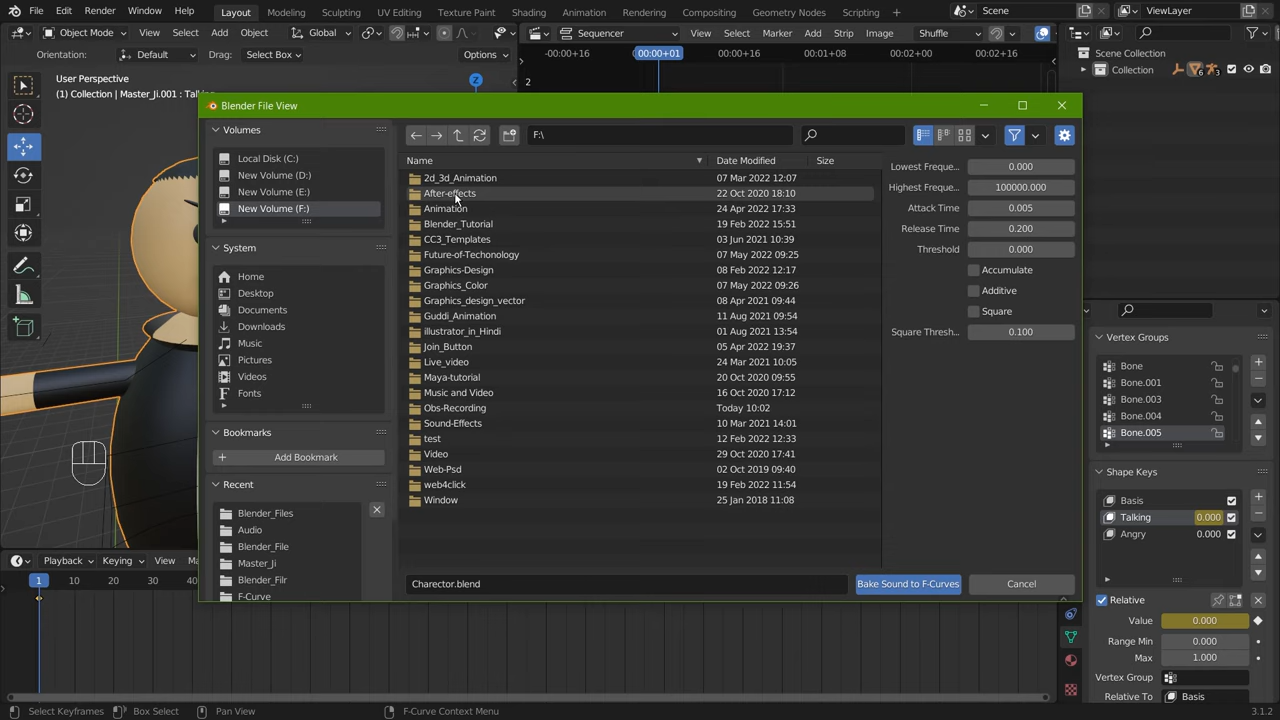 File Edit Render Window Help Layout Modeling Sculpting UV Editing Texture Paint Shading Animation Rendering Compositing Geometry Nodes Scripting + Scene ViewLayer
Object Mode View Select Add Object Global Sequencer View Select Marker Add Strip Image Shuffle
Orientation: Default Drag: Select Box Options
-00:00+16 00:00+01 00:00+16 00:01+08 00:02+00 00:02+16
2
Scene Collection
Collection 6 3
User Perspective
(1) Collection | Master_Ji.001 : Tal
Z
Blender File View
Volumes
Local Disk (C:)
New Volume (D:)
New Volume (E:)
New Volume (F:)
System
Home
Desktop
Documents
Downloads
Music
Pictures
Videos
Fonts
Bookmarks
+ Add Bookmark
Recent
Blender_Files
Audio
Blender_File
Master_Ji
Blender_Filr
F-Curve
F:\
Name Date Modified Size
2d_3d_Animation 07 Mar 2022 12:07
After-effects 22 Oct 2020 18:10
Animation 24 Apr 2022 17:33
Blender_Tutorial 19 Feb 2022 15:51
CC3_Templates 03 Jun 2021 10:39
Future-of-Techonology 07 May 2022 09:25
Graphics-Design 08 Feb 2022 12:17
Graphics_Color 07 May 2022 09:26
Graphics_design_vector 08 Apr 2021 09:44
Guddi_Animation 11 Aug 2021 09:54
illustrator_in_Hindi 01 Aug 2021 13:54
Join_Button 05 Apr 2022 19:37
Live_video 24 Mar 2021 10:05
Maya-tutorial 20 Oct 2020 09:55
Music and Video 16 Oct 2020 17:12
Obs-Recording Today 10:02
Sound-Effects 10 Mar 2021 14:01
test 12 Feb 2022 12:33
Video 29 Oct 2020 17:41
Web-Psd 02 Oct 2019 09:40
web4click 19 Feb 2022 11:54
Window 25 Jan 2018 11:08
Charector.blend Bake Sound to F-Curves Cancel
Lowest Freque... 0.000
Highest Freque... 100000.000
Attack Time 0.005
Release Time 0.200
Threshold 0.000
Accumulate
Additive
Square
Square Thresh... 0.100
Vertex Groups
Bone
Bone.001
Bone.003
Bone.004
Bone.005
Shape Keys
Basis
Talking 0.000
Angry 0.000
Relative
Value 0.000
Range Min 0.000
Max 1.000
Vertex Group
Relative To Basis
Playback Keying View
1
Select Keyframes Box Select Pan View F-Curve Context Menu 3.1.2